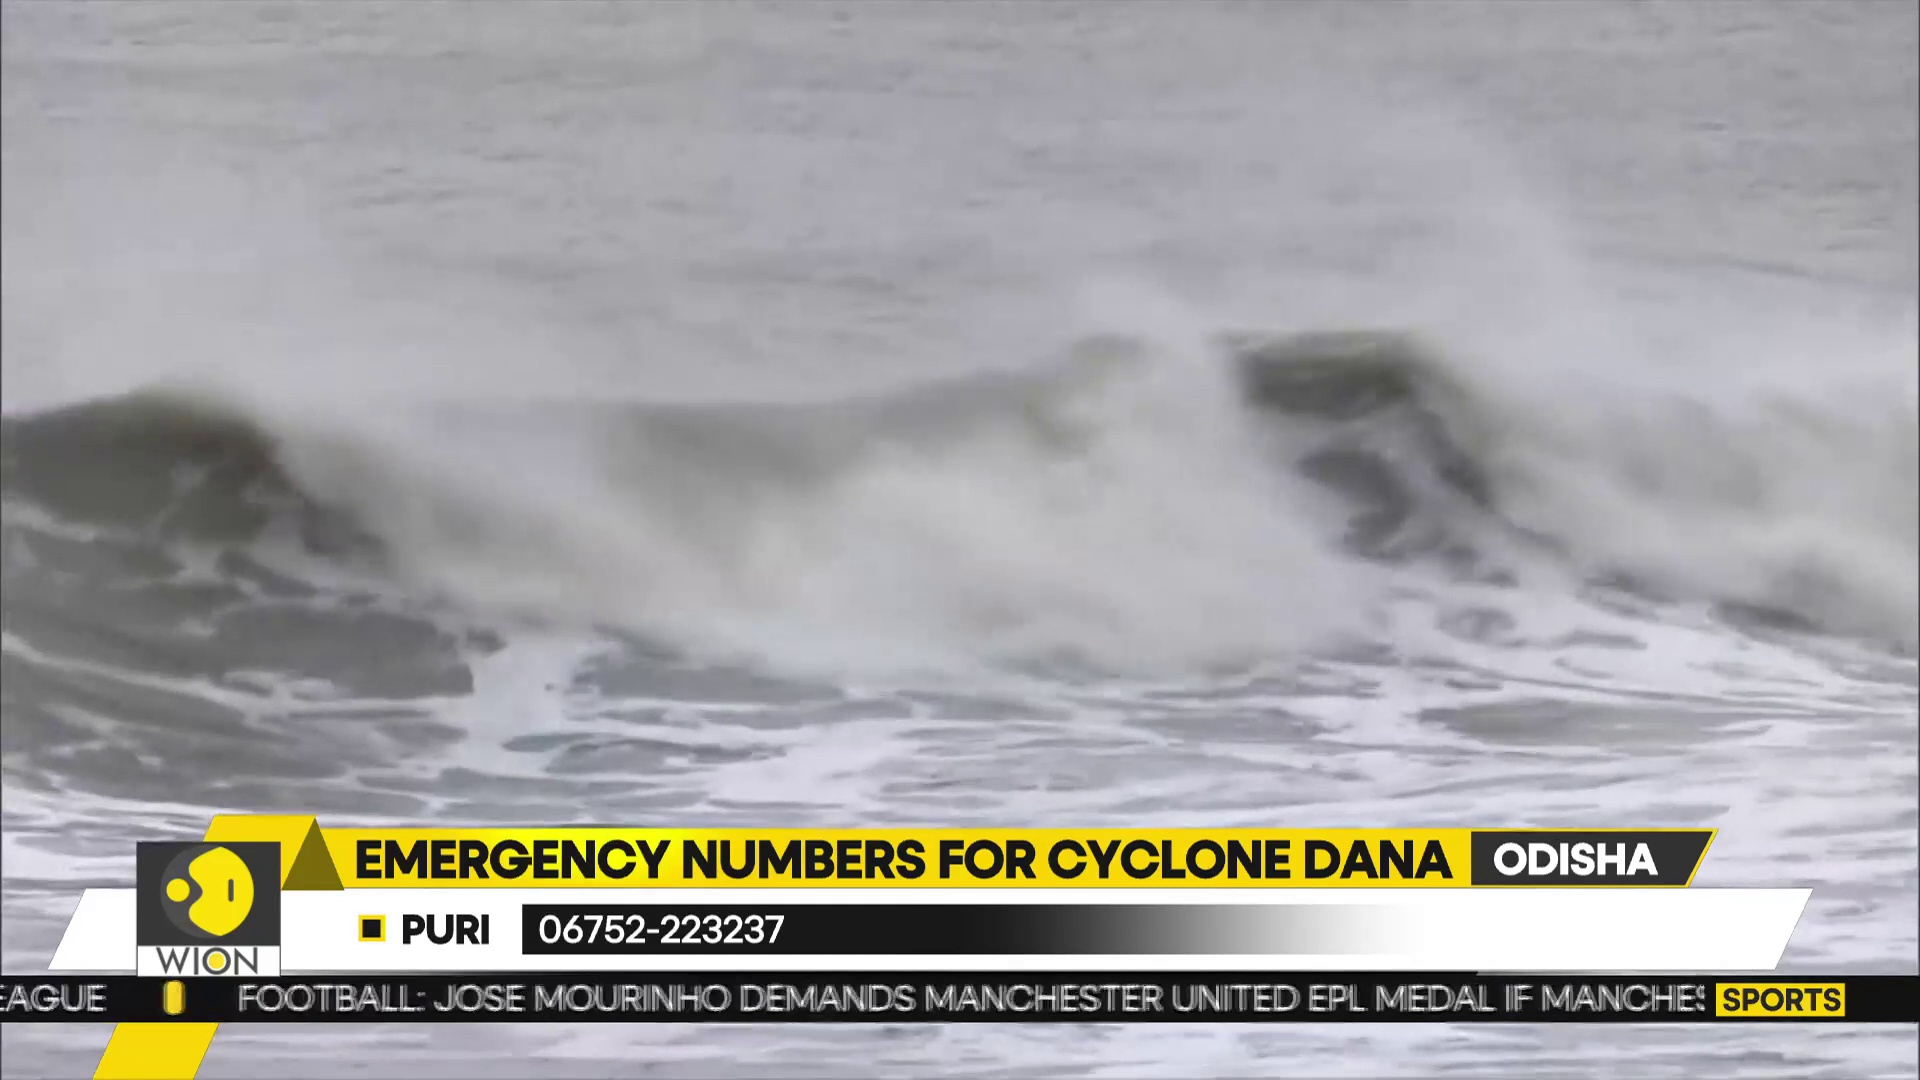 EMERGENCY NUMBERS FOR CYCLONE DANA ODISHA
PURI 06752-223237
WION
EAGUE FOOTBALL: JOSE MOURINHO DEMANDS MANCHESTER UNITED EPL MEDAL IF MANCHES SPORTS